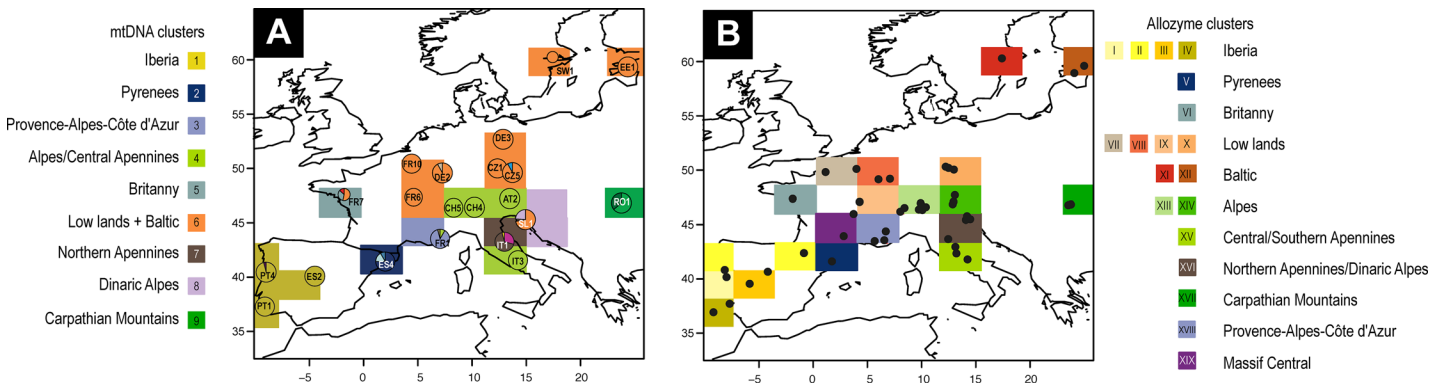 mtDNA clusters
Iberia 1
Pyrenees 2
Provence-Alpes-Côte d'Azur 3
Alpes/Central Apennines 4
Britanny 5
Low lands + Baltic 6
Northern Apennines 7
Dinaric Alpes 8
Carpathian Mountains 9
A
60
55
50
45
40
35
−5 0 5 10 15 20 25
SW1
EE1
DE3
FR10
DE2
CZ1
CZ5
FR7
FR6
CH5
CH4
AT2
RO1
SL1
FR1
IT1
IT3
ES4
PT4
ES2
PT1
B
60
55
50
45
40
35
−5 0 5 10 15 20 25
Allozyme clusters
I II III IV Iberia
V Pyrenees
VI Britanny
VII VIII IX X Low lands
XI XII Baltic
XIII XIV Alpes
XV Central/Southern Apennines
XVI Northern Apennines/Dinaric Alpes
XVII Carpathian Mountains
XVIII Provence-Alpes-Côte d'Azur
XIX Massif Central